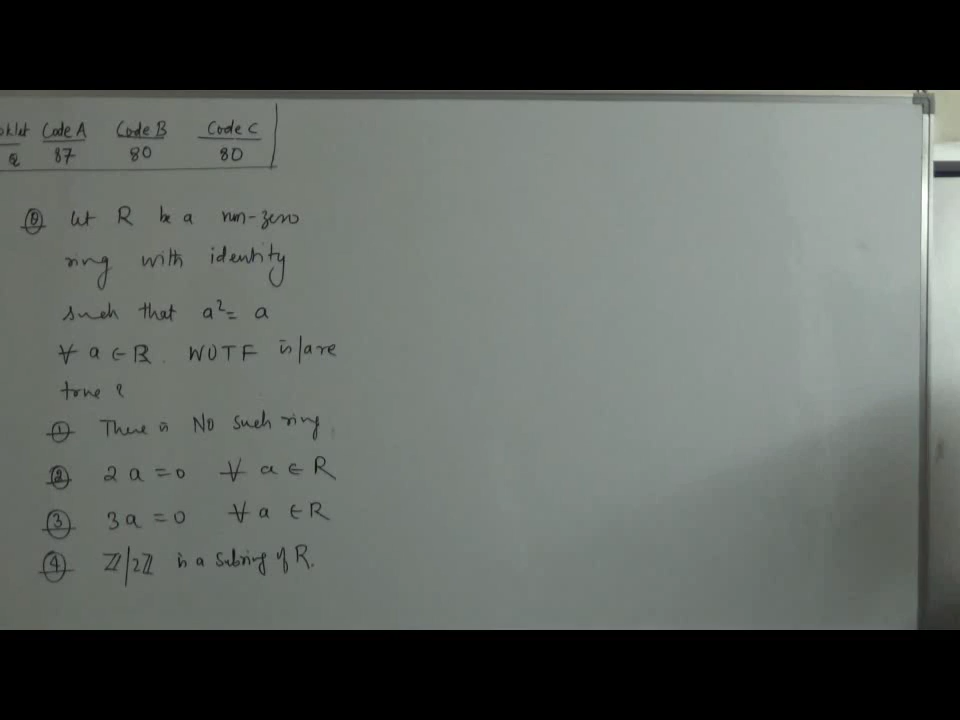 oklet Code A Code B Code C
Q 87 80 80
Q let R be a non-zero
ring with identity
such that a²= a
∀ a ∈ R. WOTF is/are
true ?
① There is No such ring.
② 2a = 0 ∀ a ∈ R
③ 3a = 0 ∀ a ∈ R
④ ℤ/2ℤ is a subring of R.